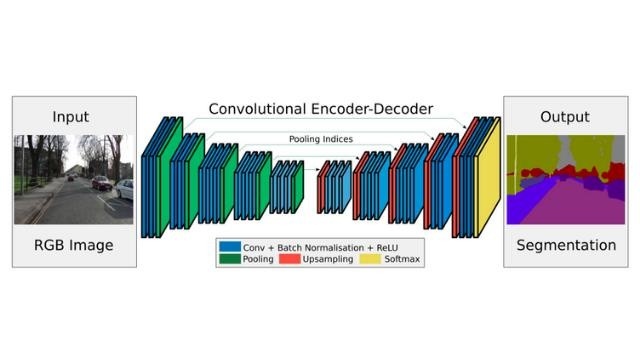 Input
RGB Image
Convolutional Encoder-Decoder
Pooling Indices
Conv + Batch Normalisation + ReLU
Pooling Upsampling Softmax
Output
Segmentation